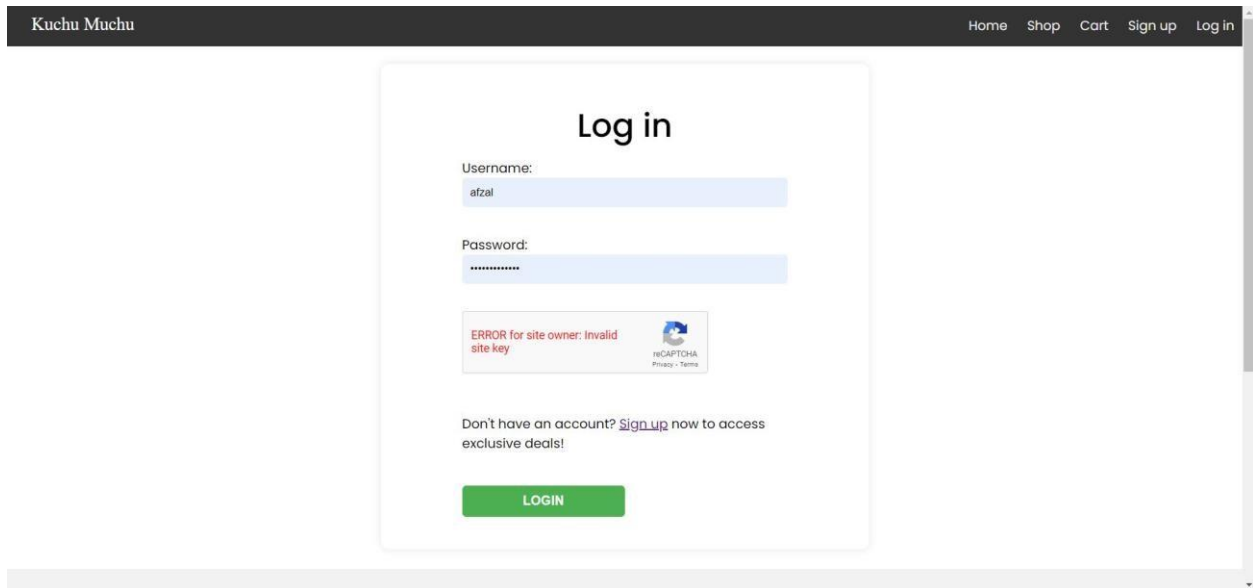 Kuchu Muchu
Home Shop Cart Sign up Log in
Log in
Username:
afzal
Password:
•••••••••••••
ERROR for site owner: Invalid
site key
reCAPTCHA
Privacy - Terms
Don't have an account? Sign up now to access
exclusive deals!
LOGIN